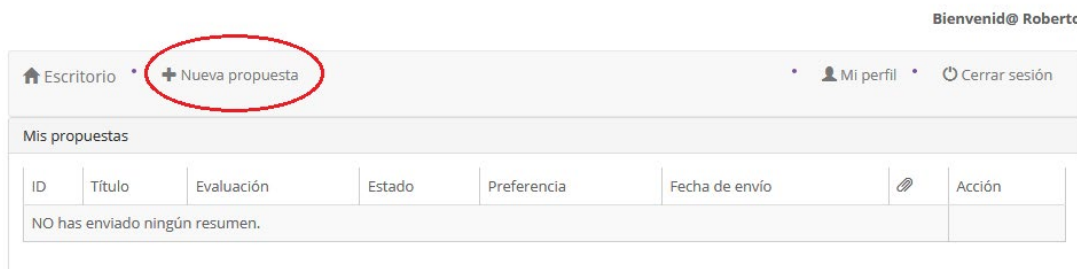 Bienvenid@ Roberto
Escritorio • Nueva propuesta • Mi perfil • Cerrar sesión
Mis propuestas
ID Título Evaluación Estado Preferencia Fecha de envío Acción
NO has enviado ningún resumen.